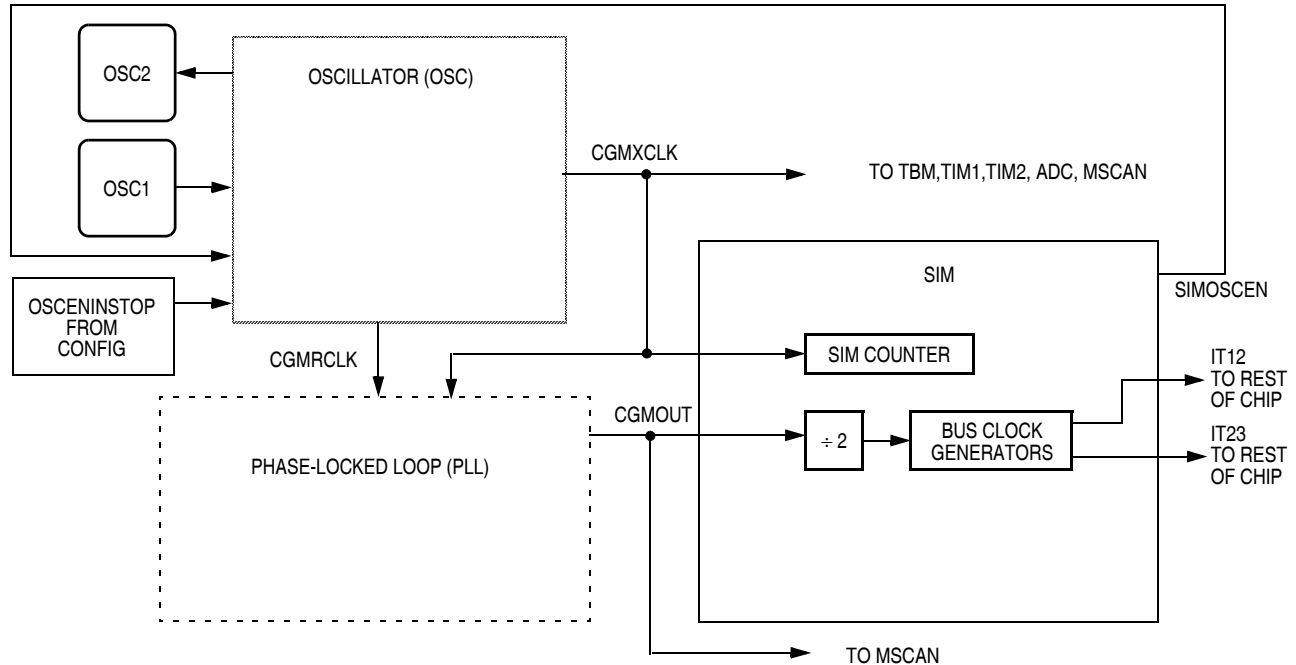 OSC2
OSCILLATOR (OSC)
CGMXCLK
OSC1
TO TBM,TIM1,TIM2, ADC, MSCAN
SIM
SIMOSCEN
OSCENINSTOP
FROM
CONFIG
CGMRCLK
SIM COUNTER
IT12
TO REST
OF CHIP
CGMOUT
÷ 2
BUS CLOCK
GENERATORS
IT23
TO REST
OF CHIP
PHASE-LOCKED LOOP (PLL)
TO MSCAN